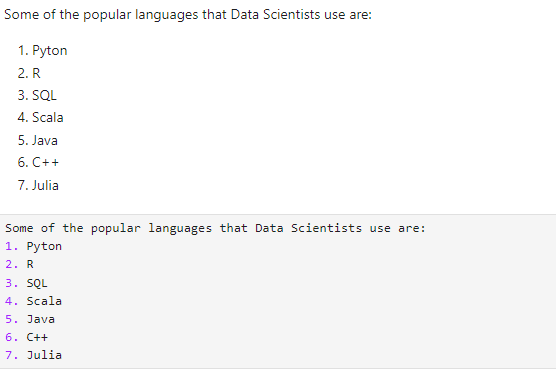 Some of the popular languages that Data Scientists use are:
1. Pyton
2. R
3. SQL
4. Scala
5. Java
6. C++
7. Julia
Some of the popular languages that Data Scientists use are:
1. Pyton
2. R
3. SQL
4. Scala
5. Java
6. C++
7. Julia